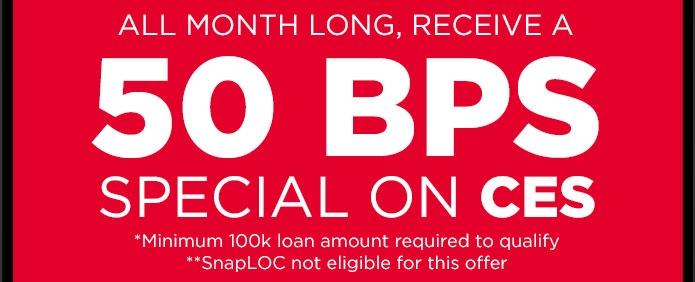 ALL MONTH LONG, RECEIVE A
50 BPS
SPECIAL ON CES
*Minimum 100k loan amount required to qualify
**SnapLOC not eligible for this offer